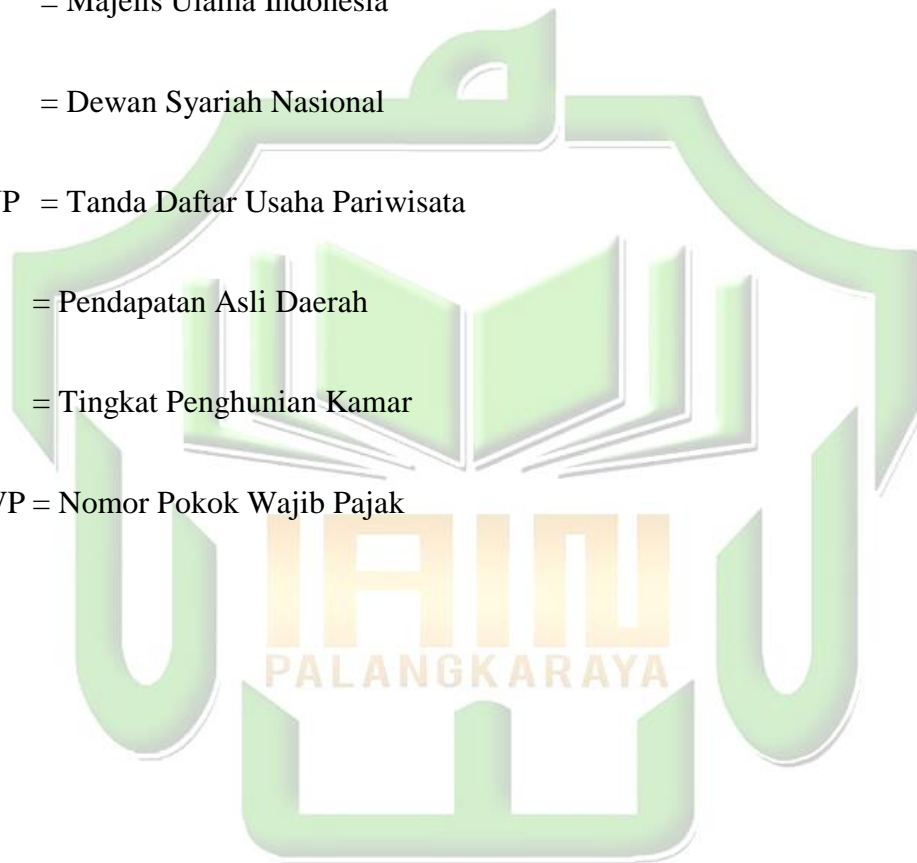 = Majelis Ulama Indonesia
= Dewan Syariah Nasional
P = Tanda Daftar Usaha Pariwisata
= Pendapatan Asli Daerah
= Tingkat Penghunian Kamar
WP = Nomor Pokok Wajib Pajak
IAIN
PALANGKARAYA